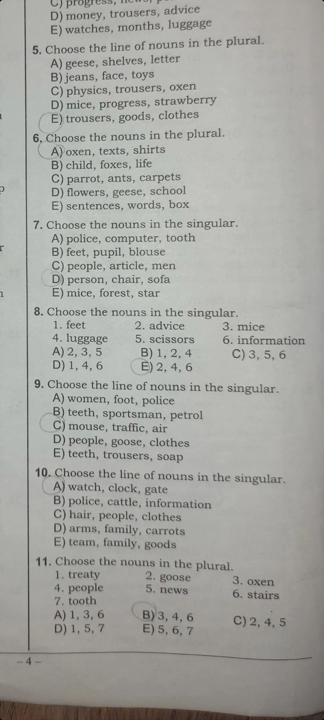 C) progress, news, p
D) money, trousers, advice
E) watches, months, luggage
5. Choose the line of nouns in the plural.
A) geese, shelves, letter
B) jeans, face, toys
C) physics, trousers, oxen
D) mice, progress, strawberry
E) trousers, goods, clothes
6. Choose the nouns in the plural.
A) oxen, texts, shirts
B) child, foxes, life
C) parrot, ants, carpets
D) flowers, geese, school
E) sentences, words, box
7. Choose the nouns in the singular.
A) police, computer, tooth
B) feet, pupil, blouse
C) people, article, men
D) person, chair, sofa
E) mice, forest, star
8. Choose the nouns in the singular.
1. feet 2. advice 3. mice
4. luggage 5. scissors 6. information
A) 2, 3, 5 B) 1, 2, 4 C) 3, 5, 6
D) 1, 4, 6 E) 2, 4, 6
9. Choose the line of nouns in the singular.
A) women, foot, police
B) teeth, sportsman, petrol
C) mouse, traffic, air
D) people, goose, clothes
E) teeth, trousers, soap
10. Choose the line of nouns in the singular.
A) watch, clock, gate
B) police, cattle, information
C) hair, people, clothes
D) arms, family, carrots
E) team, family, goods
11. Choose the nouns in the plural.
1. treaty 2. goose 3. oxen
4. people 5. news 6. stairs
7. tooth
A) 1, 3, 6 B) 3, 4, 6 C) 2, 4, 5
D) 1, 5, 7 E) 5, 6, 7
– 4 –